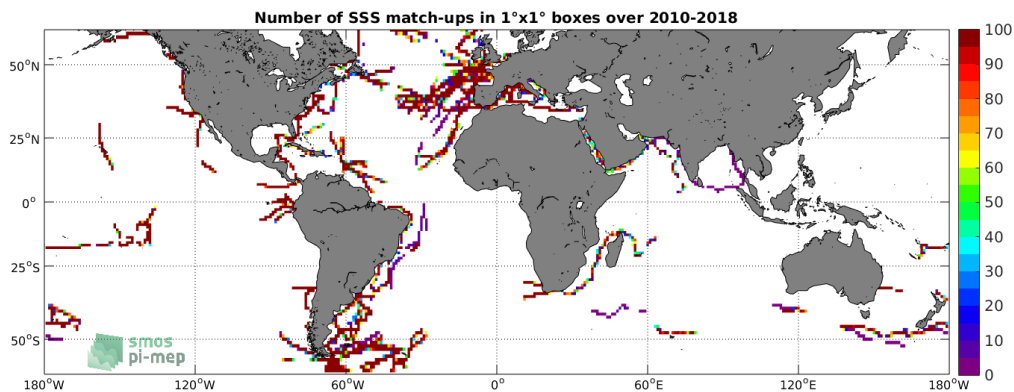 Number of SSS match-ups in 1°x1° boxes over 2010-2018
50°N
25°N
0°
25°S
50°S
180°W
120°W
60°W
0°
60°E
120°E
180°E
100
90
80
70
60
50
40
30
20
10
0
smos
pi-mep